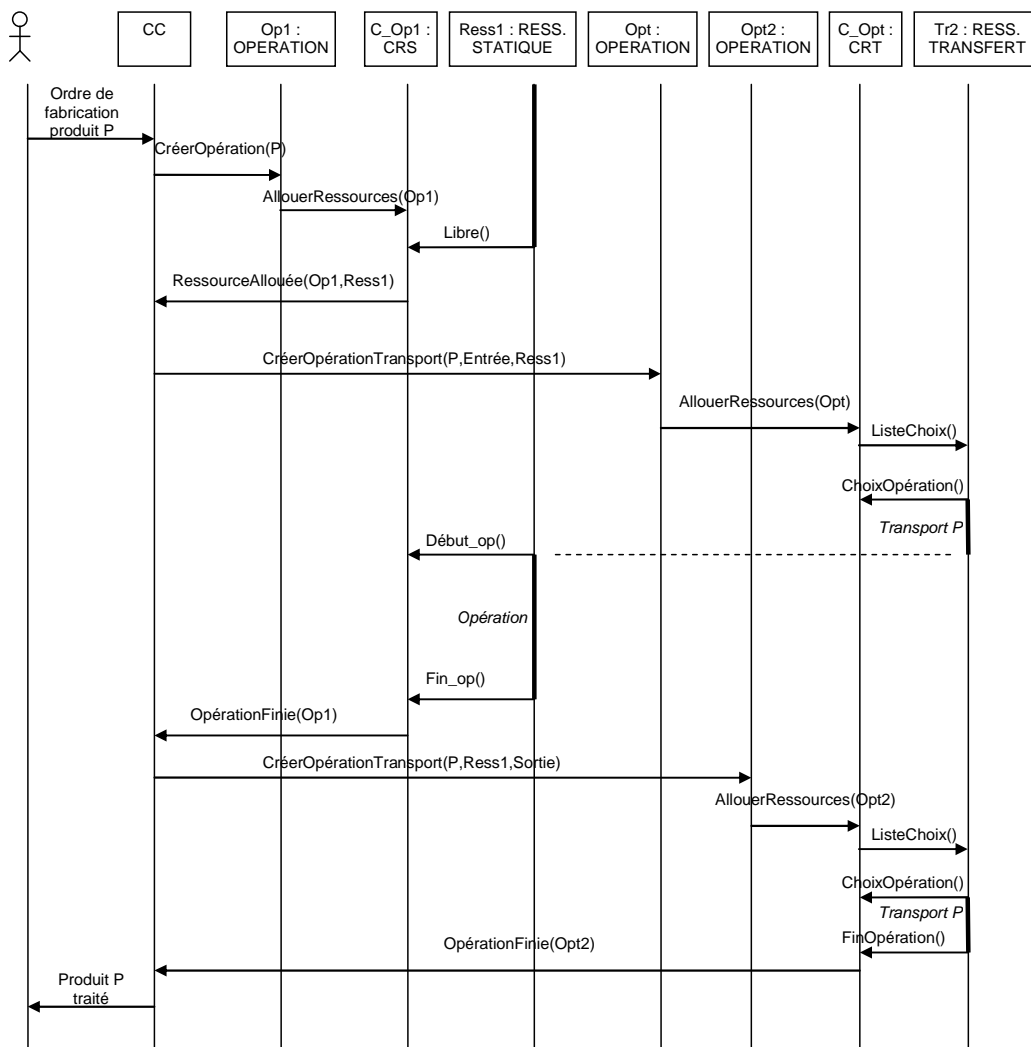 CC
Op1 :
OPERATION
C_Op1 :
CRS
Ress1 : RESS.
STATIQUE
Opt :
OPERATION
Opt2 :
OPERATION
C_Opt :
CRT
Tr2 : RESS.
TRANSFERT
Ordre de
fabrication
produit P
CréerOpération(P)
AllouerRessources(Op1)
Libre()
RessourceAllouée(Op1,Ress1)
CréerOpérationTransport(P,Entrée,Ress1)
AllouerRessources(Opt)
ListeChoix()
ChoixOpération()
Transport P
Début_op()
Opération
Fin_op()
OpérationFinie(Op1)
CréerOpérationTransport(P,Ress1,Sortie)
AllouerRessources(Opt2)
ListeChoix()
ChoixOpération()
Transport P
FinOpération()
OpérationFinie(Opt2)
Produit P
traité